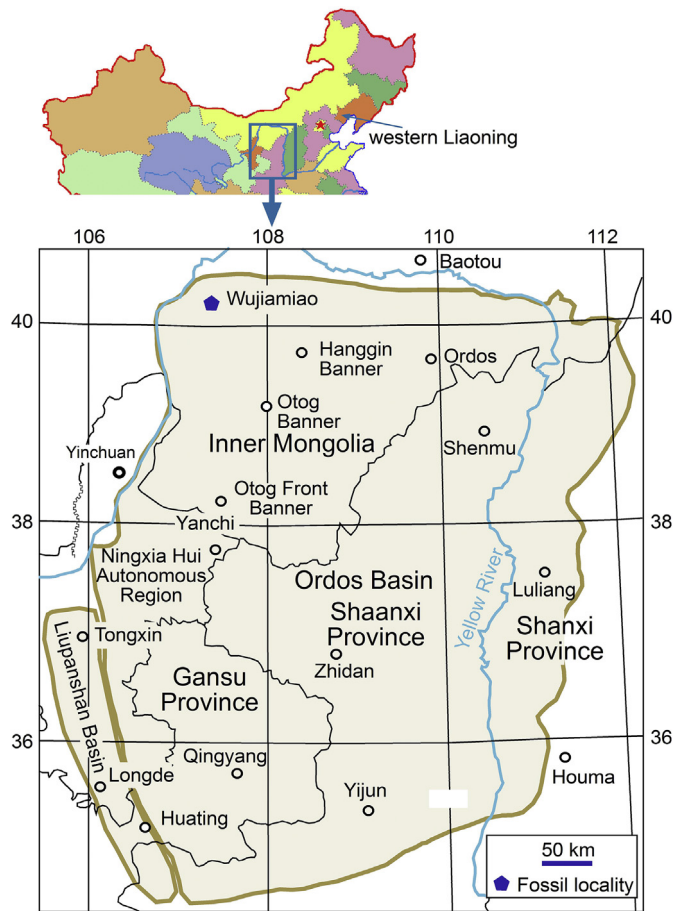 western Liaoning
106
108
110
112
Baotou
Wujiamiao
40
40
Hanggin
Banner
Ordos
Otog
Banner
Inner Mongolia
Shenmu
Yinchuan
Otog Front
Banner
Yanchi
38
38
Ningxia Hui
Autonomous
Region
Ordos Basin
Shaanxi
Province
Yellow River
Luliang
Shanxi
Province
Tongxin
Liupanshan Basin
Zhidan
Gansu
Province
36
36
Qingyang
Longde
Houma
Yijun
Huating
50 km
Fossil locality